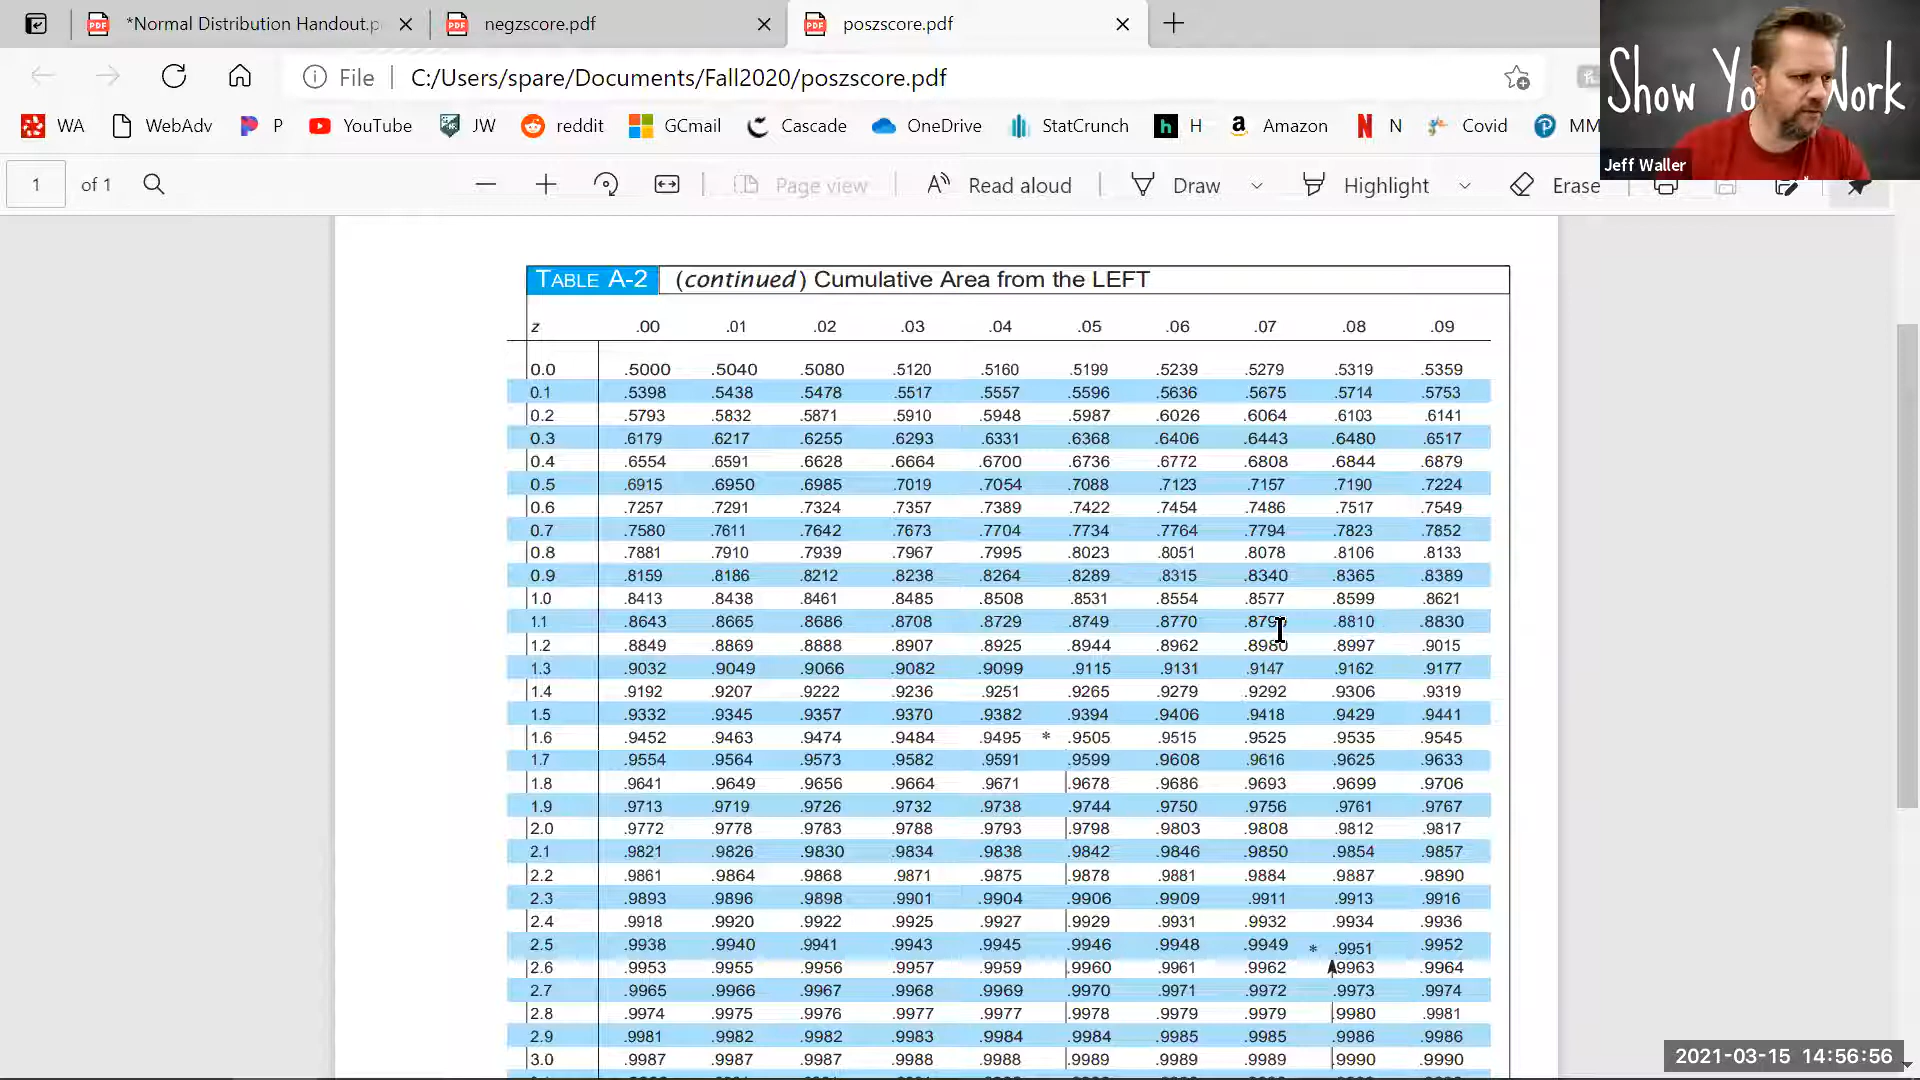 *Normal Distribution Handout.p
negzscore.pdf
poszscore.pdf
File C:/Users/spare/Documents/Fall2020/poszscore.pdf
WA WebAdv P YouTube JW reddit GCmail Cascade OneDrive StatCrunch H Amazon N Covid MM
1 of 1 Page view Read aloud Draw Highlight Erase
Show Yo Work
Jeff Waller
TABLE A-2 (continued) Cumulative Area from the LEFT
z .00 .01 .02 .03 .04 .05 .06 .07 .08 .09
0.0 .5000 .5040 .5080 .5120 .5160 .5199 .5239 .5279 .5319 .5359
0.1 .5398 .5438 .5478 .5517 .5557 .5596 .5636 .5675 .5714 .5753
0.2 .5793 .5832 .5871 .5910 .5948 .5987 .6026 .6064 .6103 .6141
0.3 .6179 .6217 .6255 .6293 .6331 .6368 .6406 .6443 .6480 .6517
0.4 .6554 .6591 .6628 .6664 .6700 .6736 .6772 .6808 .6844 .6879
0.5 .6915 .6950 .6985 .7019 .7054 .7088 .7123 .7157 .7190 .7224
0.6 .7257 .7291 .7324 .7357 .7389 .7422 .7454 .7486 .7517 .7549
0.7 .7580 .7611 .7642 .7673 .7704 .7734 .7764 .7794 .7823 .7852
0.8 .7881 .7910 .7939 .7967 .7995 .8023 .8051 .8078 .8106 .8133
0.9 .8159 .8186 .8212 .8238 .8264 .8289 .8315 .8340 .8365 .8389
1.0 .8413 .8438 .8461 .8485 .8508 .8531 .8554 .8577 .8599 .8621
1.1 .8643 .8665 .8686 .8708 .8729 .8749 .8770 .8810 .8830
1.2 .8849 .8869 .8888 .8907 .8925 .8944 .8962 .8980 .8997 .9015
1.3 .9032 .9049 .9066 .9082 .9099 .9115 .9131 .9147 .9162 .9177
1.4 .9192 .9207 .9222 .9236 .9251 .9265 .9279 .9292 .9306 .9319
1.5 .9332 .9345 .9357 .9370 .9382 .9394 .9406 .9418 .9429 .9441
1.6 .9452 .9463 .9474 .9484 .9495 * .9505 .9515 .9525 .9535 .9545
1.7 .9554 .9564 .9573 .9582 .9591 .9599 .9608 .9616 .9625 .9633
1.8 .9641 .9649 .9656 .9664 .9671 .9678 .9686 .9693 .9699 .9706
1.9 .9713 .9719 .9726 .9732 .9738 .9744 .9750 .9756 .9761 .9767
2.0 .9772 .9778 .9783 .9788 .9793 .9798 .9803 .9808 .9812 .9817
2.1 .9821 .9826 .9830 .9834 .9838 .9842 .9846 .9850 .9854 .9857
2.2 .9861 .9864 .9868 .9871 .9875 .9878 .9881 .9884 .9887 .9890
2.3 .9893 .9896 .9898 .9901 .9904 .9906 .9909 .9911 .9913 .9916
2.4 .9918 .9920 .9922 .9925 .9927 .9929 .9931 .9932 .9934 .9936
2.5 .9938 .9940 .9941 .9943 .9945 .9946 .9948 .9949 * .9951 .9952
2.6 .9953 .9955 .9956 .9957 .9959 .9960 .9961 .9962 .9963 .9964
2.7 .9965 .9966 .9967 .9968 .9969 .9970 .9971 .9972 .9973 .9974
2.8 .9974 .9975 .9976 .9977 .9977 .9978 .9979 .9979 .9980 .9981
2.9 .9981 .9982 .9982 .9983 .9984 .9984 .9985 .9985 .9986 .9986
3.0 .9987 .9987 .9987 .9988 .9988 .9989 .9989 .9989 .9990 .9990
2021-03-15 14:56:56